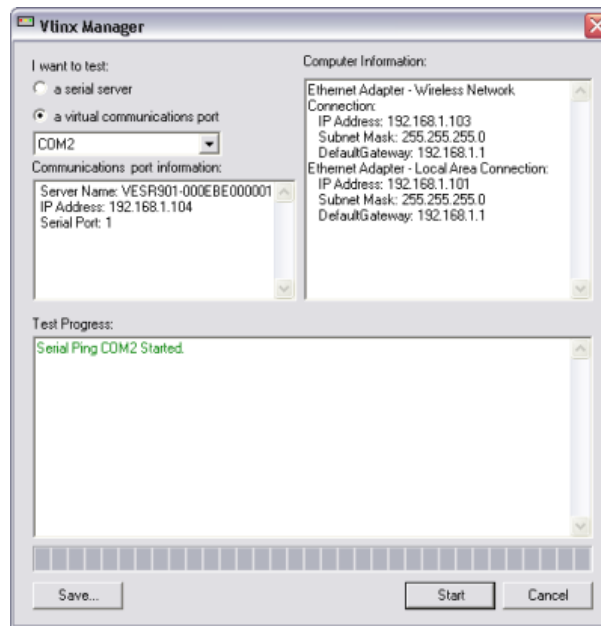 Vlinx Manager
I want to test:
a serial server
a virtual communications port
COM2
Communications port information:
Server Name: VESR901-000EBE000001
IP Address: 192.168.1.104
Serial Port: 1
Computer Information:
Ethernet Adapter - Wireless Network
Connection:
IP Address: 192.168.1.103
Subnet Mask: 255.255.255.0
DefaultGateway: 192.168.1.1
Ethernet Adapter - Local Area Connection:
IP Address: 192.168.1.101
Subnet Mask: 255.255.255.0
DefaultGateway: 192.168.1.1
Test Progress:
Serial Ping COM2 Started.
Save...
Start
Cancel